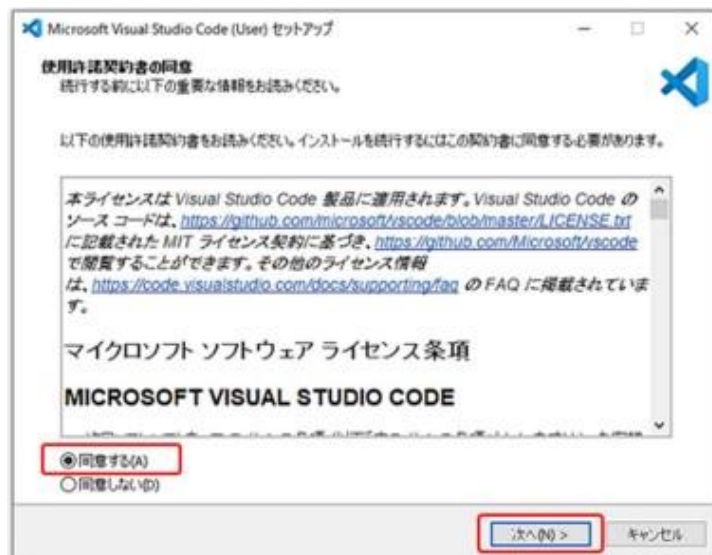 Microsoft Visual Studio Code (User) セットアップ
使用許諾契約書の同意
続行する前に以下の重要な情報をお読みください。
以下の使用許諾契約書をお読みください。インストールを続行するにはこの契約書に同意する必要があります。
本ライセンスは Visual Studio Code 製品に適用されます。Visual Studio Code の
ソース コードは、https://github.com/microsoft/vscode/blob/master/LICENSE.txt
に記載された MIT ライセンス契約に基づき、https://github.com/Microsoft/vscode
で閲覧することができます。その他のライセンス情報
は、https://code.visualstudio.com/docs/supporting/faq の FAQ に掲載されていま
す。
マイクロソフト ソフトウェア ライセンス条項
MICROSOFT VISUAL STUDIO CODE
同意する(A)
同意しない(D)
次へ(N) >
キャンセル